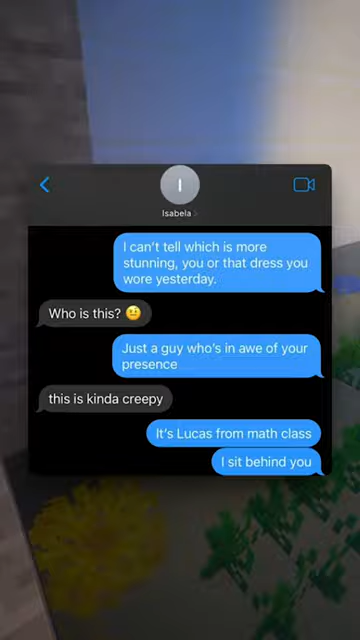 I
Isabela
I can't tell which is more
stunning, you or that dress you
wore yesterday.
Who is this? 🤨
Just a guy who's in awe of your
presence
this is kinda creepy
It's Lucas from math class
I sit behind you